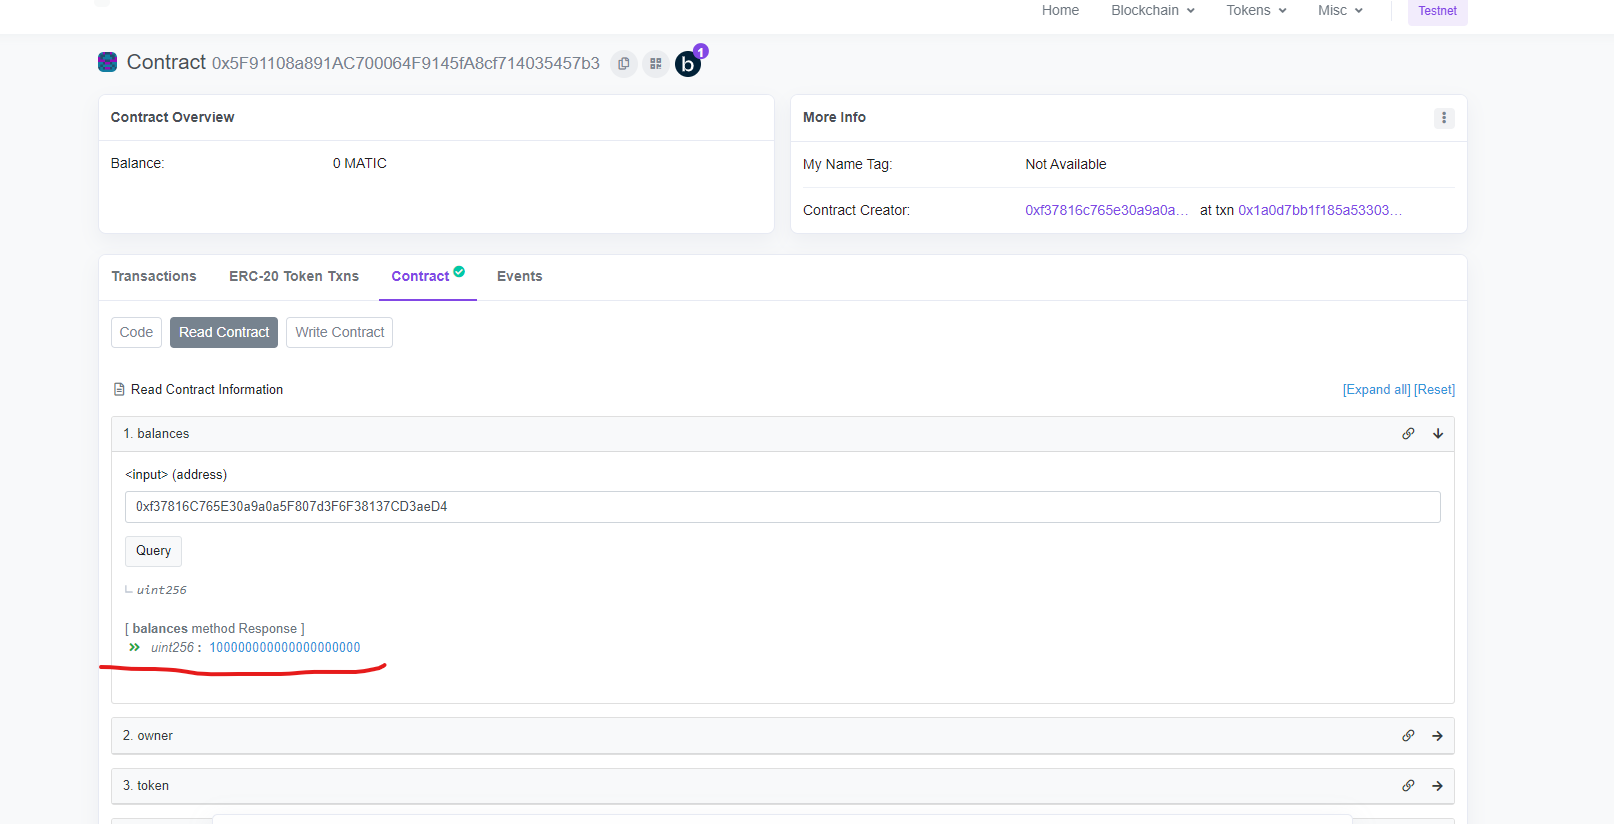 Home Blockchain Tokens Misc Testnet
Contract 0x5F91108a891AC700064F9145fA8cf714035457b3 b 1
Contract Overview
Balance: 0 MATIC
More Info
My Name Tag: Not Available
Contract Creator: 0xf37816c765e30a9a0a... at txn 0x1a0d7bb1f185a53303...
Transactions ERC-20 Token Txns Contract Events
Code Read Contract Write Contract
Read Contract Information [Expand all] [Reset]
1. balances
<input> (address)
0xf37816C765E30a9a0a5F807d3F6F38137CD3aeD4
Query
uint256
[ balances method Response ]
uint256 : 100000000000000000000
2. owner
3. token